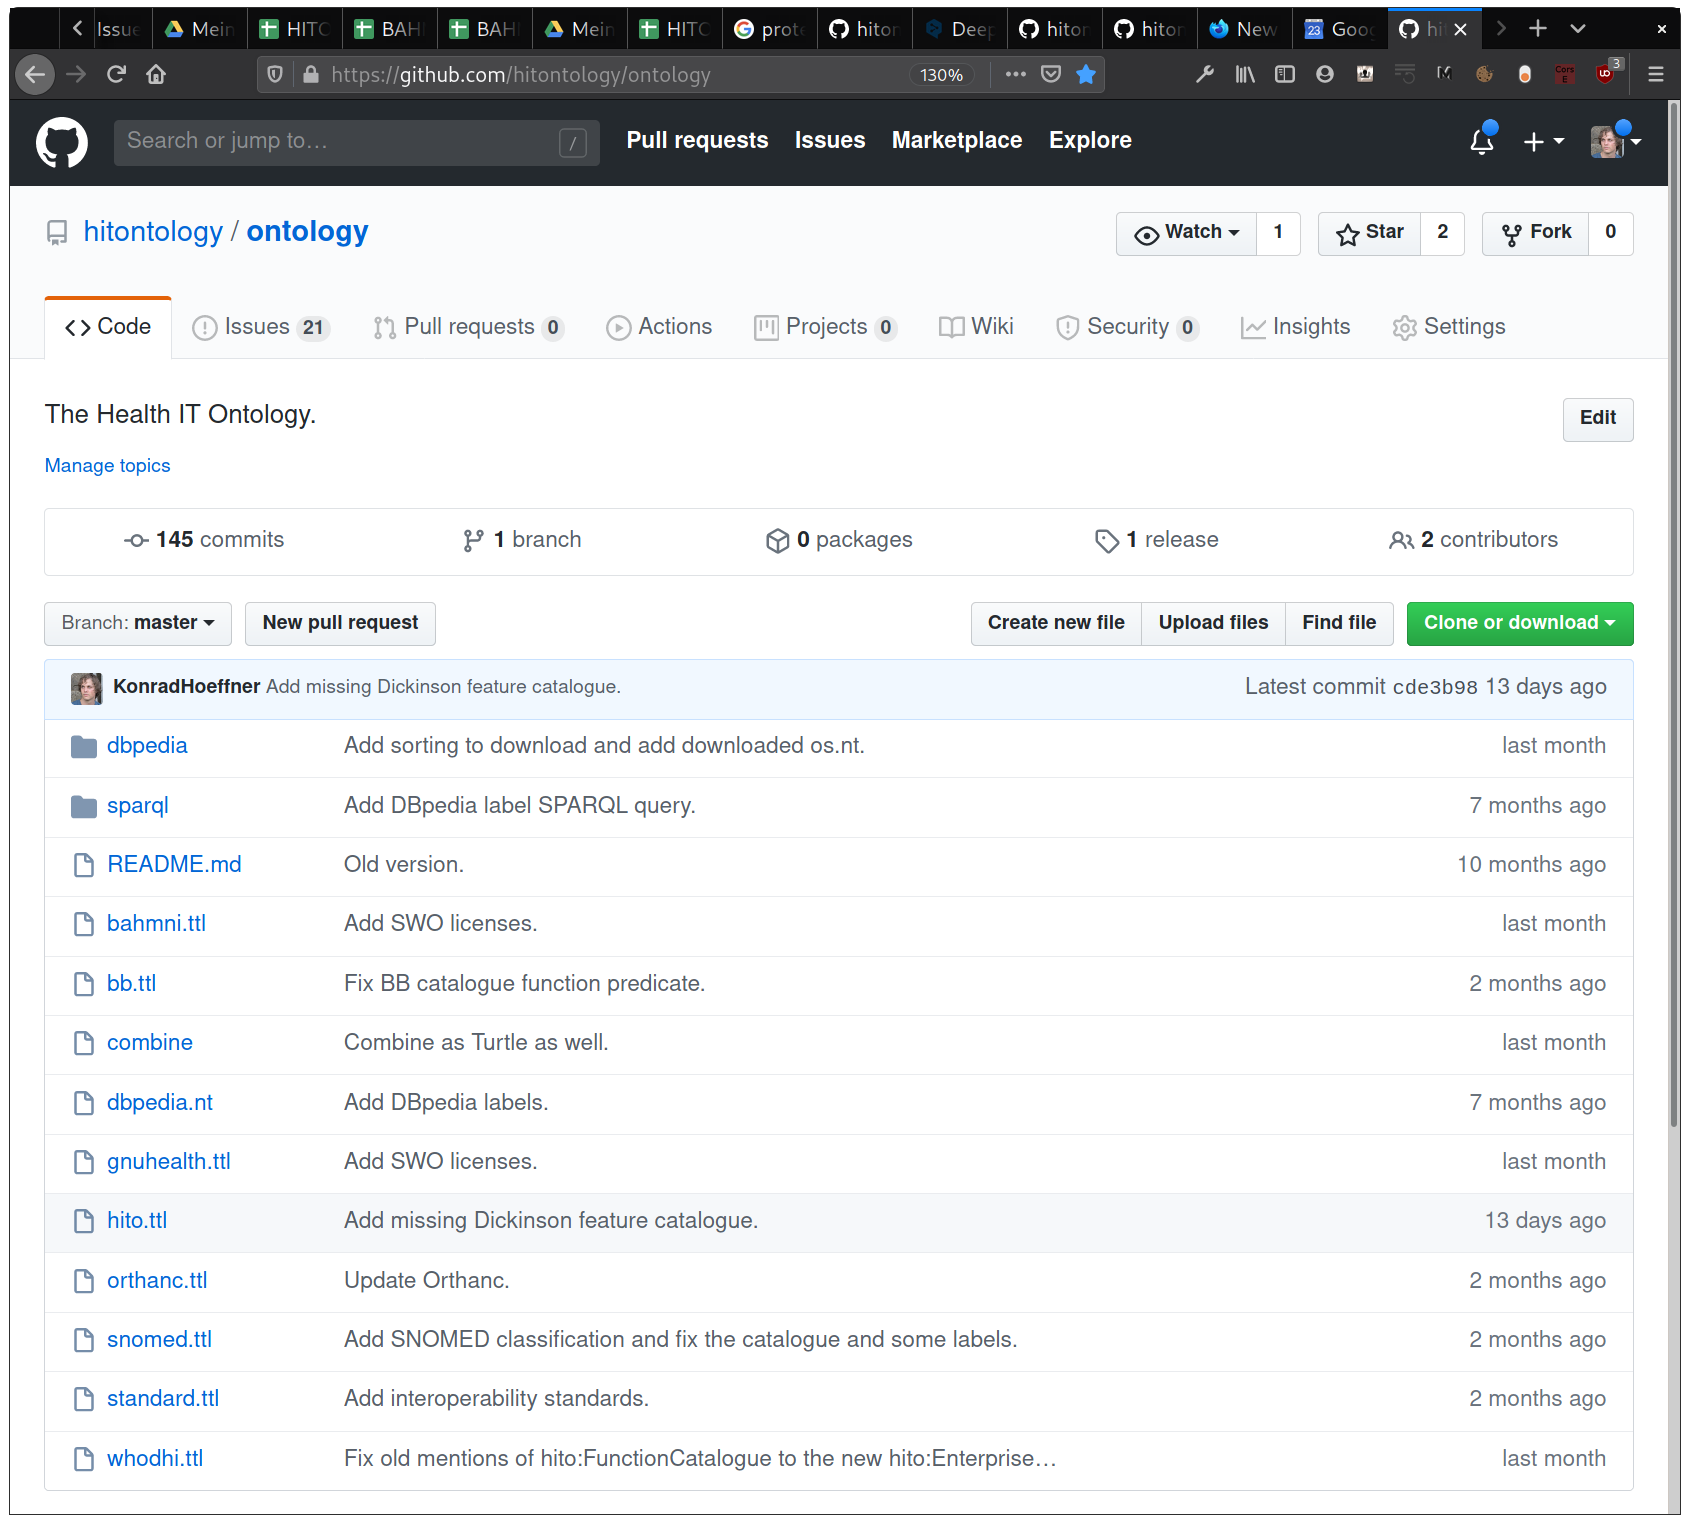 Issue Mein HITO BAH BAH Mein HITO prote hiton Deep hiton hiton New 23 Goog hi
https://github.com/hitontology/ontology 130% Cors E 3
Search or jump to… / Pull requests Issues Marketplace Explore
hitontology / ontology Watch 1 Star 2 Fork 0
Code Issues 21 Pull requests 0 Actions Projects 0 Wiki Security 0 Insights Settings
The Health IT Ontology. Edit
Manage topics
145 commits 1 branch 0 packages 1 release 2 contributors
Branch: master New pull request Create new file Upload files Find file Clone or download
KonradHoeffner Add missing Dickinson feature catalogue. Latest commit cde3b98 13 days ago
dbpedia Add sorting to download and add downloaded os.nt. last month
sparql Add DBpedia label SPARQL query. 7 months ago
README.md Old version. 10 months ago
bahmni.ttl Add SWO licenses. last month
bb.ttl Fix BB catalogue function predicate. 2 months ago
combine Combine as Turtle as well. last month
dbpedia.nt Add DBpedia labels. 7 months ago
gnuhealth.ttl Add SWO licenses. last month
hito.ttl Add missing Dickinson feature catalogue. 13 days ago
orthanc.ttl Update Orthanc. 2 months ago
snomed.ttl Add SNOMED classification and fix the catalogue and some labels. 2 months ago
standard.ttl Add interoperability standards. 2 months ago
whodhi.ttl Fix old mentions of hito:FunctionCatalogue to the new hito:Enterprise… last month